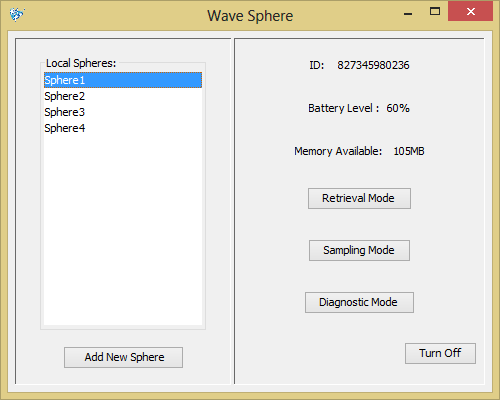 Wave Sphere
Local Spheres:
Sphere1
Sphere2
Sphere3
Sphere4
Add New Sphere
ID: 827345980236
Battery Level : 60%
Memory Available: 105MB
Retrieval Mode
Sampling Mode
Diagnostic Mode
Turn Off